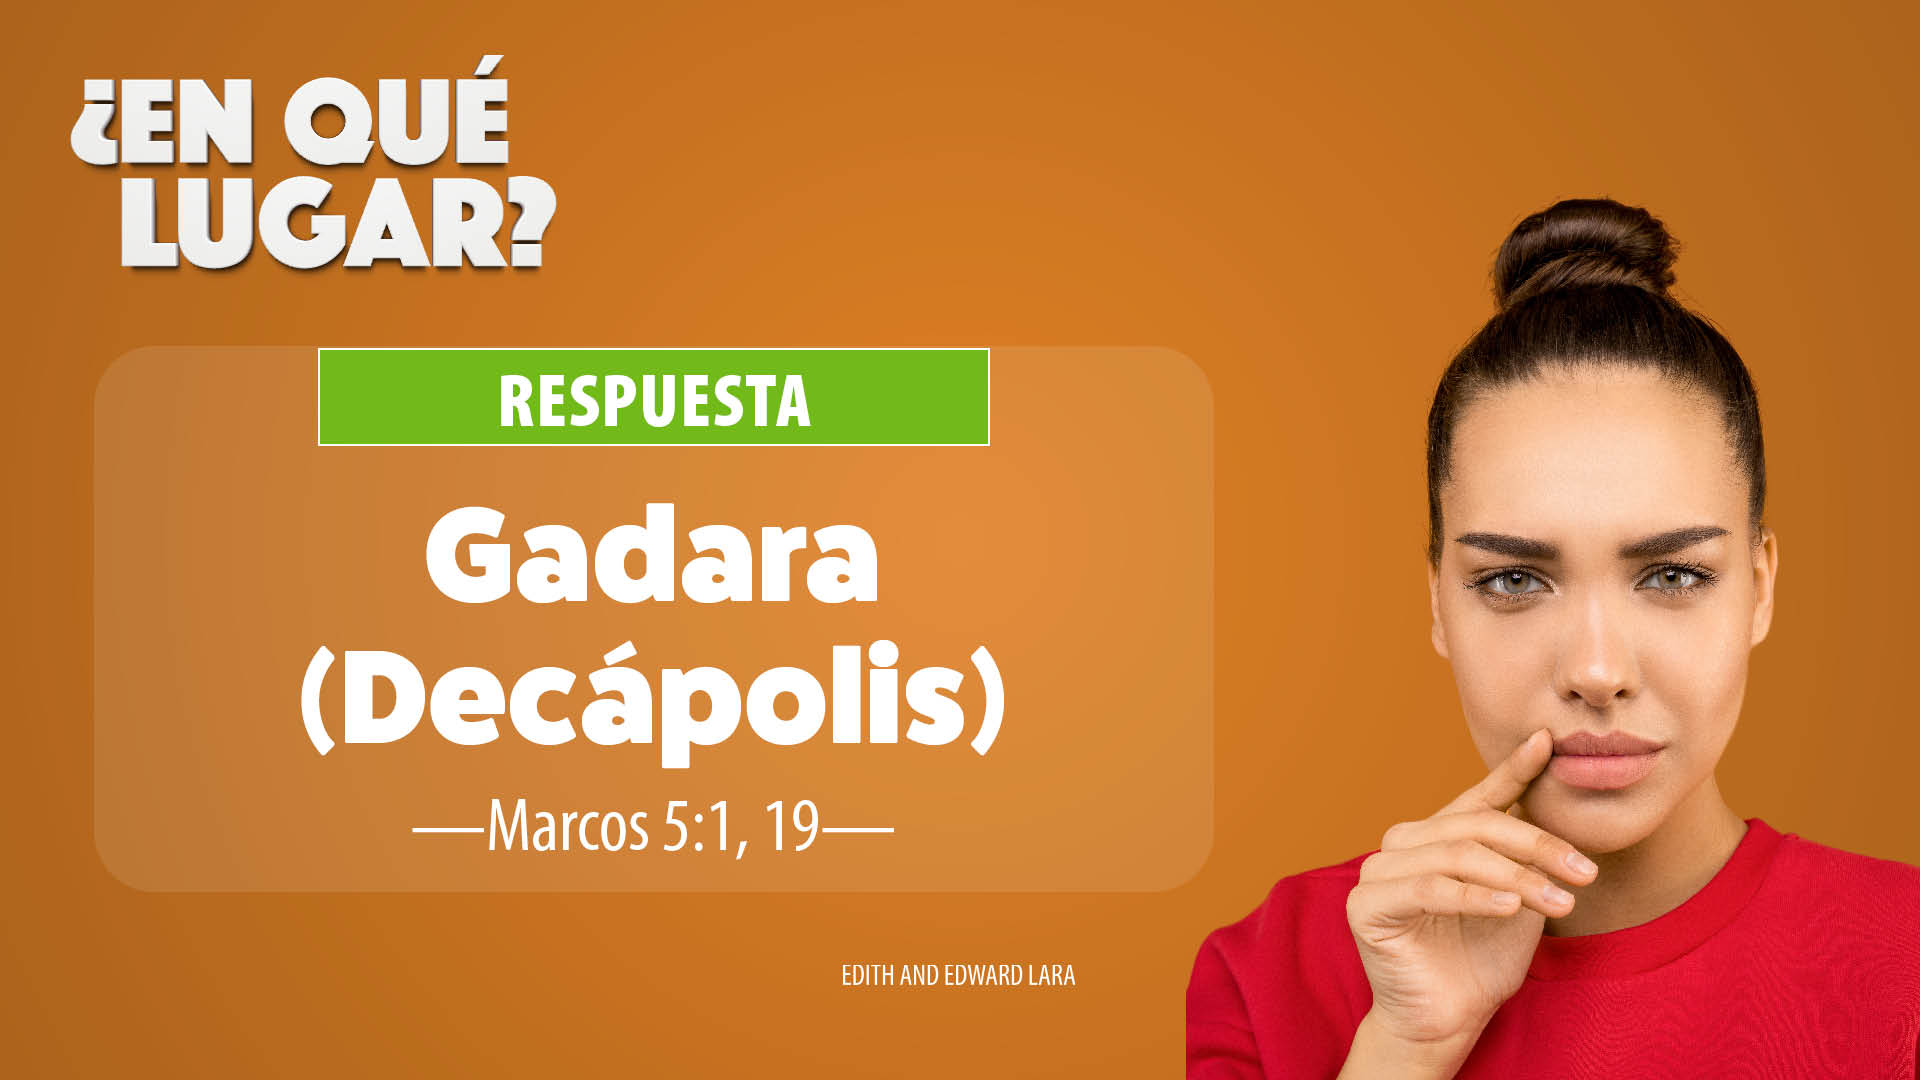 ¿EN QUÉ
LUGAR?
RESPUESTA
Gadara
(Decápolis)
—Marcos 5:1, 19—
EDITH AND EDWARD LARA